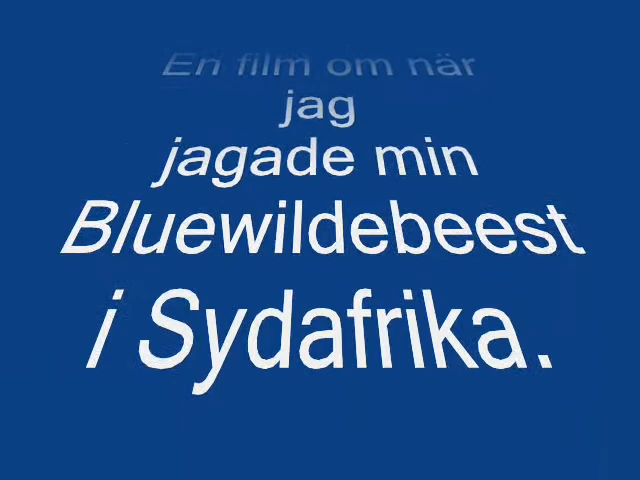 En film om när
jag
jagade min
Bluewildebeest
i Sydafrika.